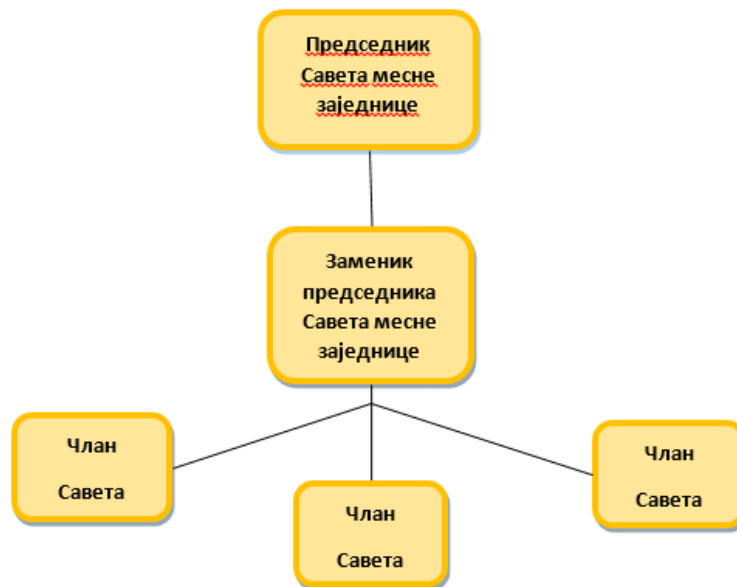 Председник
Савета месне
заједнице
Заменик
председника
Савета месне
заједнице
Члан
Савета
Члан
Савета
Члан
Савета